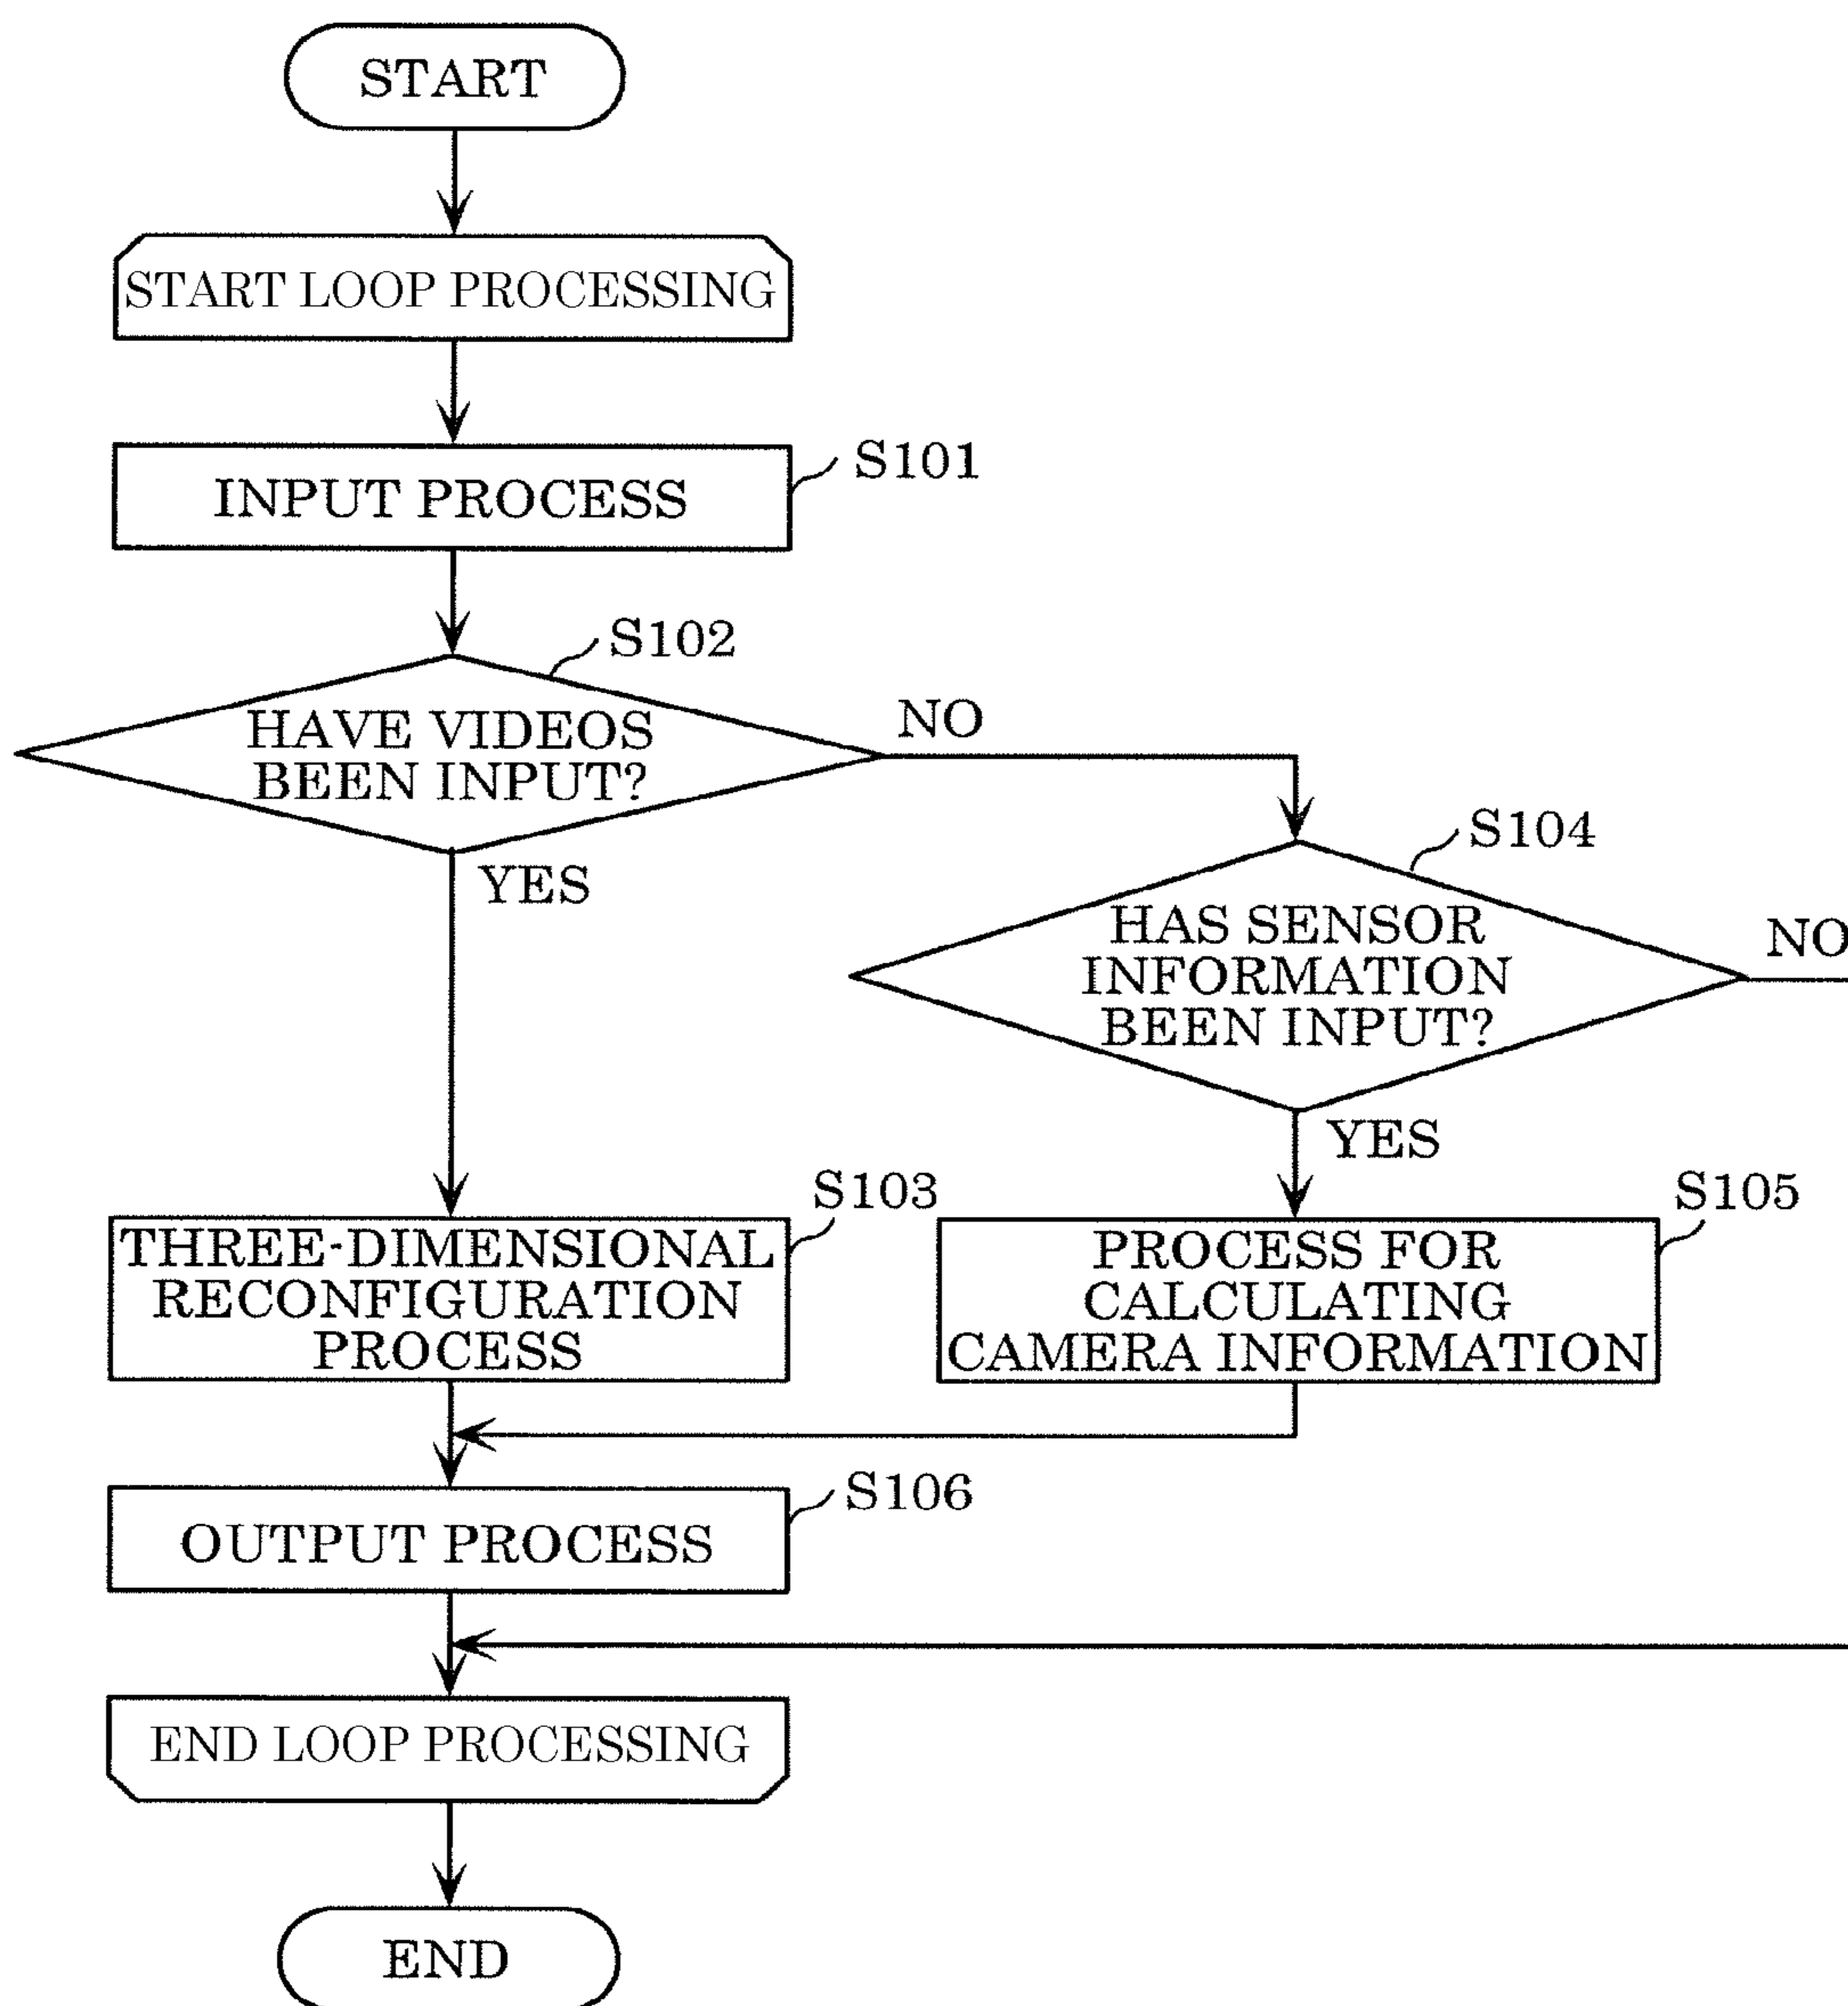 START
START LOOP PROCESSING
S101
INPUT PROCESS
S102
HAVE VIDEOS
BEEN INPUT?
NO
YES
S104
HAS SENSOR
INFORMATION
BEEN INPUT?
NO
YES
S103
THREE-DIMENSIONAL
RECONFIGURATION
PROCESS
S105
PROCESS FOR
CALCULATING
CAMERA INFORMATION
S106
OUTPUT PROCESS
END LOOP PROCESSING
END